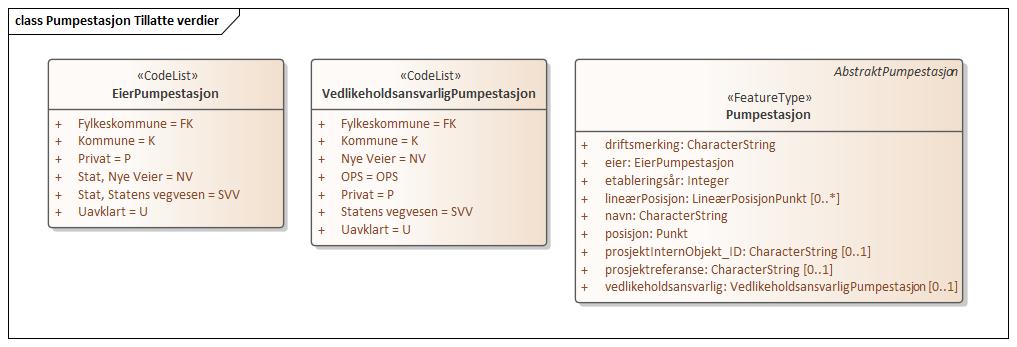 class Pumpestasjon Tillatte verdier
«CodeList»
EierPumpestasjon
+ Fylkeskommune = FK
+ Kommune = K
+ Privat = P
+ Stat, Nye Veier = NV
+ Stat, Statens vegvesen = SVV
+ Uavklart = U
«CodeList»
VedlikeholdsansvarligPumpestasjon
+ Fylkeskommune = FK
+ Kommune = K
+ Nye Veier = NV
+ OPS = OPS
+ Privat = P
+ Statens vegvesen = SVV
+ Uavklart = U
AbstraktPumpestasjon
«FeatureType»
Pumpestasjon
+ driftsmerking: CharacterString
+ eier: EierPumpestasjon
+ etableringsår: Integer
+ lineærPosisjon: LineærPosisjonPunkt [0..*]
+ navn: CharacterString
+ posisjon: Punkt
+ prosjektInternObjekt_ID: CharacterString [0..1]
+ prosjektreferanse: CharacterString [0..1]
+ vedlikeholdsansvarlig: VedlikeholdsansvarligPumpestasjon [0..1]